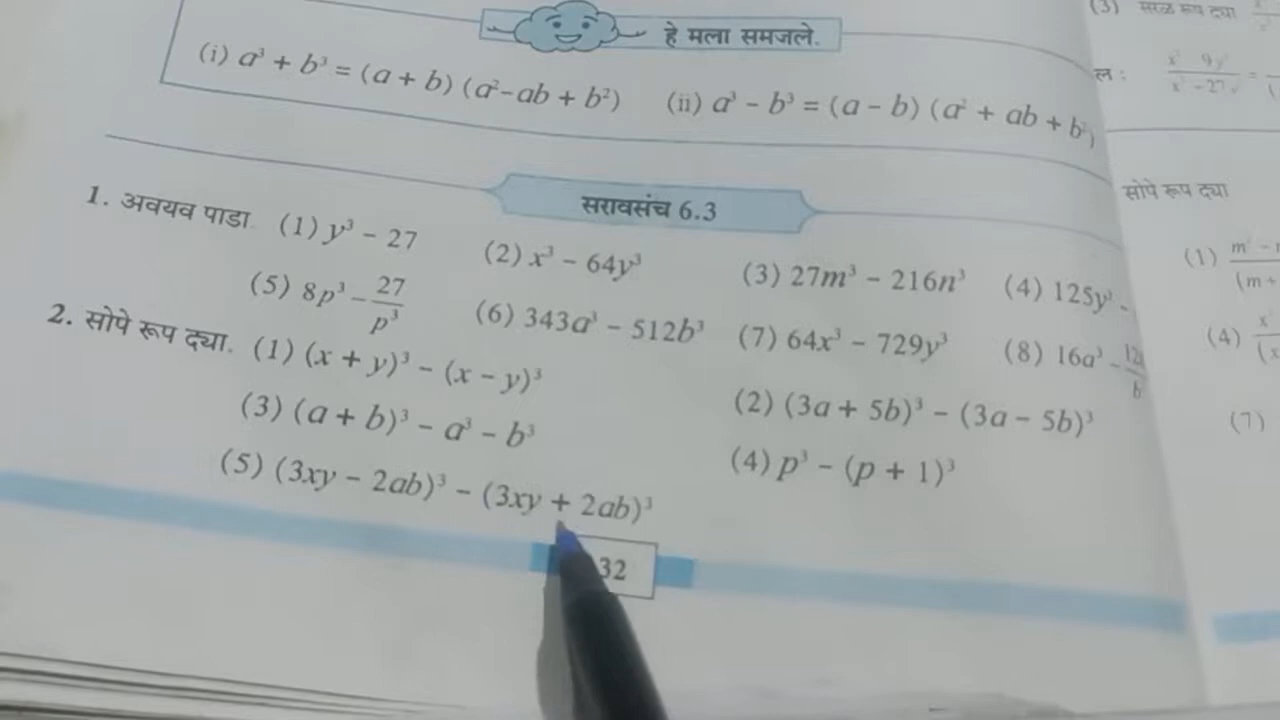 हे मला समजले.
(i) a³ + b³ = (a + b) (a² – ab + b²) (ii) a³ – b³ = (a – b) (a² + ab + b²)
सरावसंच 6.3
1. अवयव पाडा. (1) y³ – 27 (2) x³ – 64y³ (3) 27m³ – 216n³ (4) 125y³ –
(5) 8p³ – 27/p³ (6) 343a³ – 512b³ (7) 64x³ – 729y³ (8) 16a³ –
2. सोपे रूप द्या. (1) (x + y)³ – (x – y)³ (2) (3a + 5b)³ – (3a – 5b)³
(3) (a + b)³ – a³ – b³ (4) p³ – (p + 1)³
(5) (3xy – 2ab)³ – (3xy + 2ab)³
32
(3) सरळ रूप द्या
सोपे रूप द्या
(1)
(4)
(7)